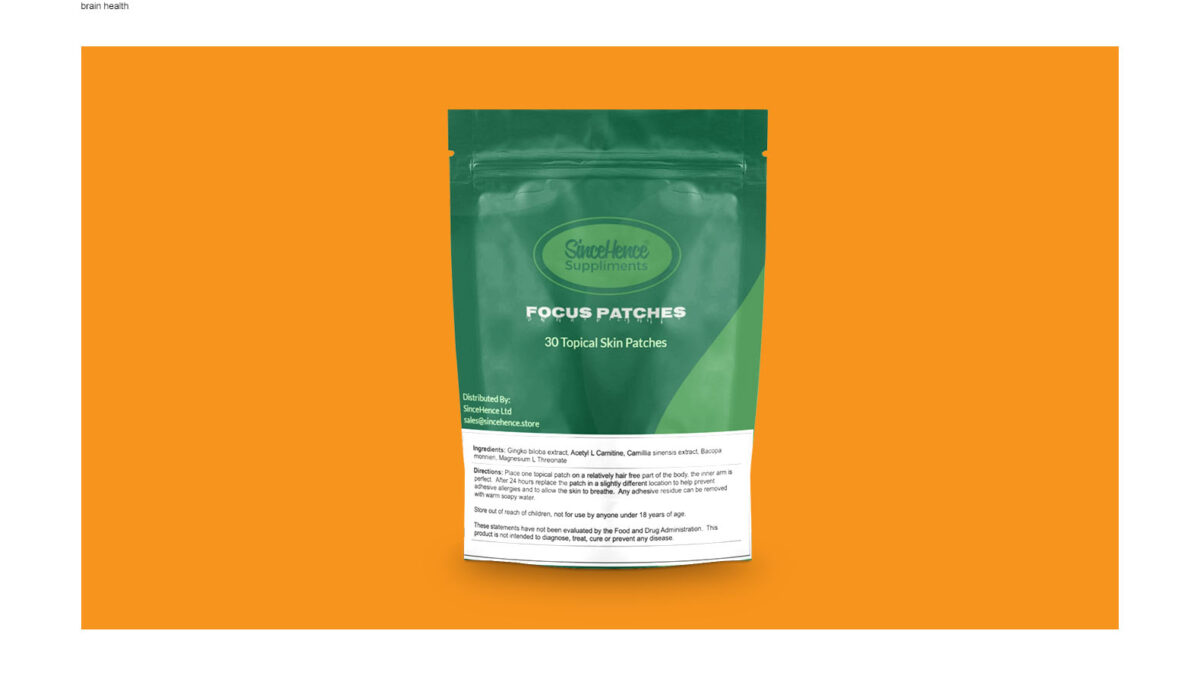 brain health
SinceHence®
Suppliments
FOCUS PATCHES
30 Topical Skin Patches
Distributed By:
SinceHence Ltd
sales@sincehence.store
Ingredients: Gingko biloba extract, Acetyl L Carnitine, Camillia sinensis extract, Bacopa
monnieri, Magnesium L Threonate
Directions: Place one topical patch on a relatively hair free part of the body, the inner arm is
perfect. After 24 hours replace the patch in a slightly different location to help prevent
adhesive allergies and to allow the skin to breathe. Any adhesive residue can be removed
with warm soapy water.
Store out of reach of children, not for use by anyone under 18 years of age.
These statements have not been evaluated by the Food and Drug Administration. This
product is not intended to diagnose, treat, cure or prevent any disease.